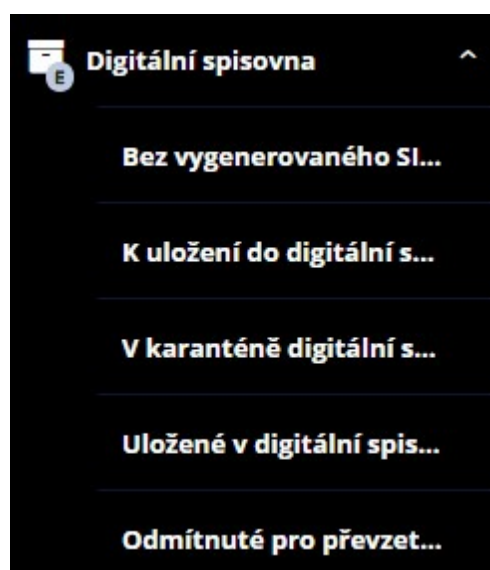 Digitální spisovna
E
Bez vygenerovaného SI...
K uložení do digitální s...
V karanténě digitální s...
Uložené v digitální spis...
Odmítnuté pro převzet...